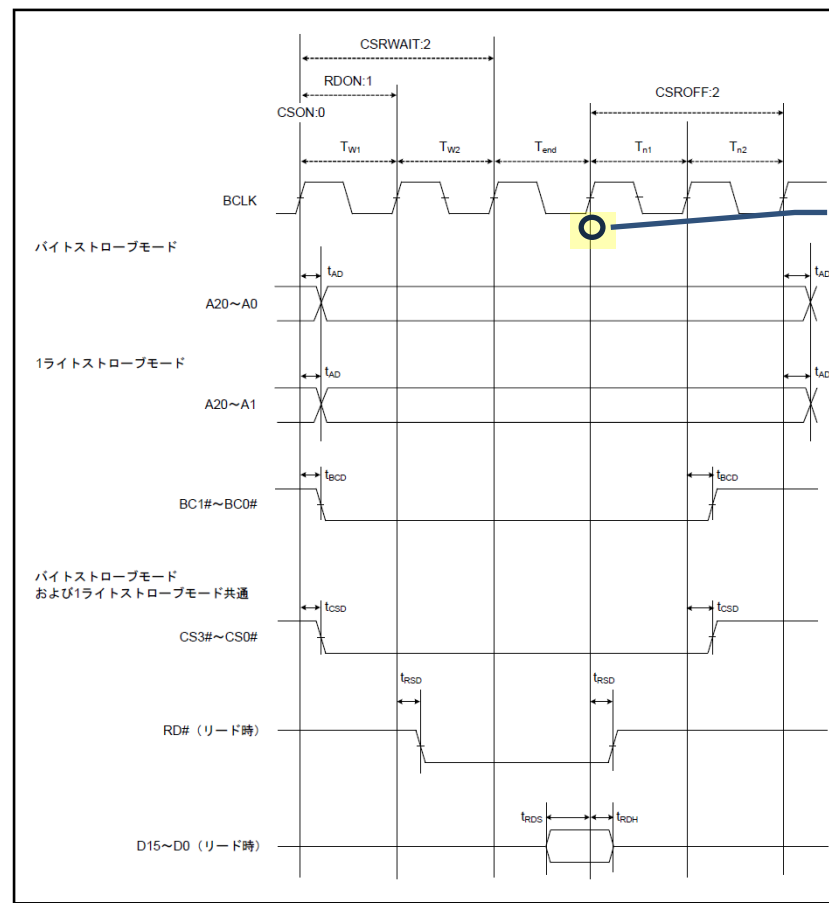 CSRWAIT:2
RDON:1
CSROFF:2
CSON:0
TW1 TW2 Tend Tn1 Tn2
BCLK
バイトストローブモード
tAD tAD
A20～A0
1ライトストローブモード
tAD tAD
A20～A1
tBCD tBCD
BC1#～BC0#
バイトストローブモード
および1ライトストローブモード共通
tCSD tCSD
CS3#～CS0#
tRSD tRSD
RD#（リード時）
tRDS tRDH
D15～D0（リード時）